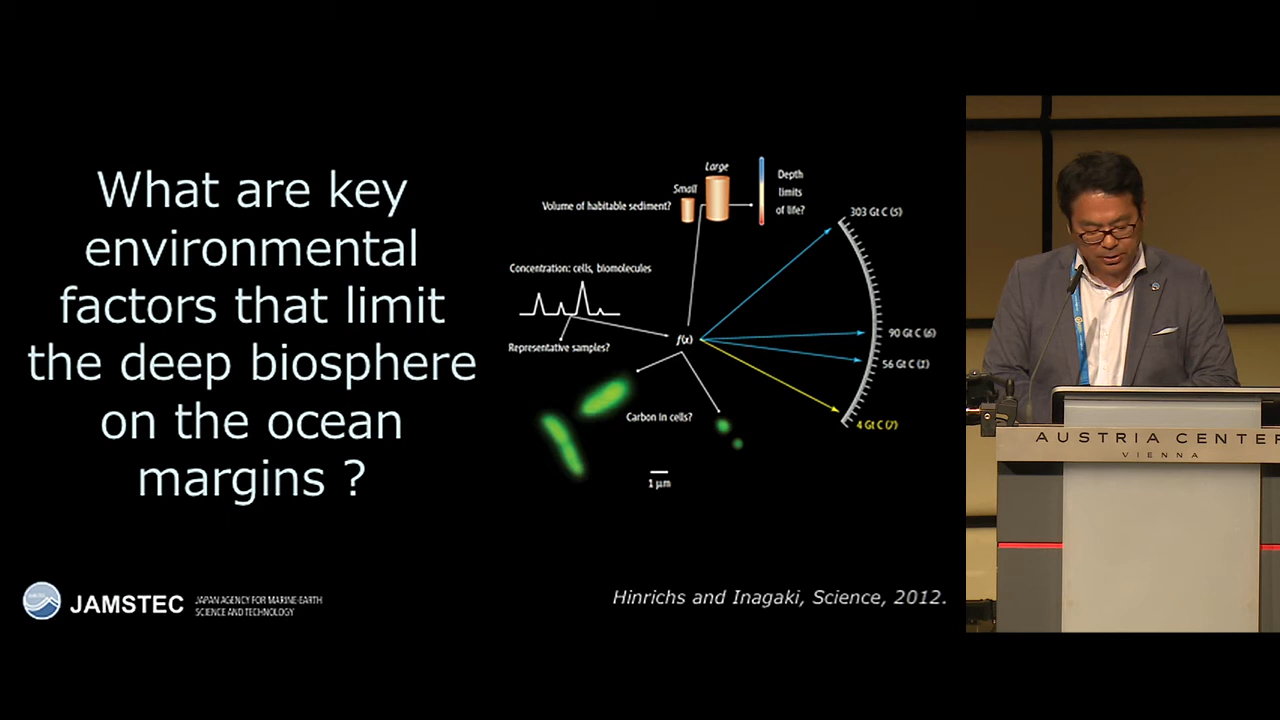 What are key
environmental
factors that limit
the deep biosphere
on the ocean
margins ?
Large
Small
Volume of habitable sediment?
Depth
limits
of life?
303 Gt C (5)
Concentration: cells, biomolecules
Representative samples?
f(x)
90 Gt C (6)
56 Gt C (1)
Carbon in cells?
4 Gt C (7)
1 µm
JAMSTEC
JAPAN AGENCY FOR MARINE-EARTH
SCIENCE AND TECHNOLOGY
Hinrichs and Inagaki, Science, 2012.
AUSTRIA CENTER
VIENNA